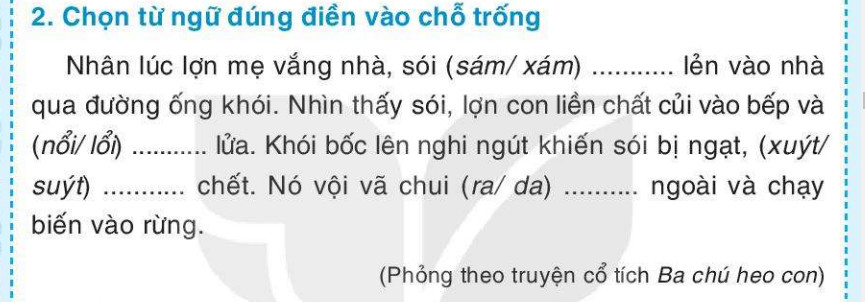 2. Chọn từ ngữ đúng điền vào chỗ trống
Nhân lúc lợn mẹ vắng nhà, sói (sám/ xám) ............ lẻn vào nhà
qua đường ống khói. Nhìn thấy sói, lợn con liền chất củi vào bếp và
(nổi/ lổi) ........... lửa. Khói bốc lên nghi ngút khiến sói bị ngạt, (xuýt/
suýt) ............ chết. Nó vội vã chui (ra/ da) ........... ngoài và chạy
biến vào rừng.
(Phỏng theo truyện cổ tích Ba chú heo con)